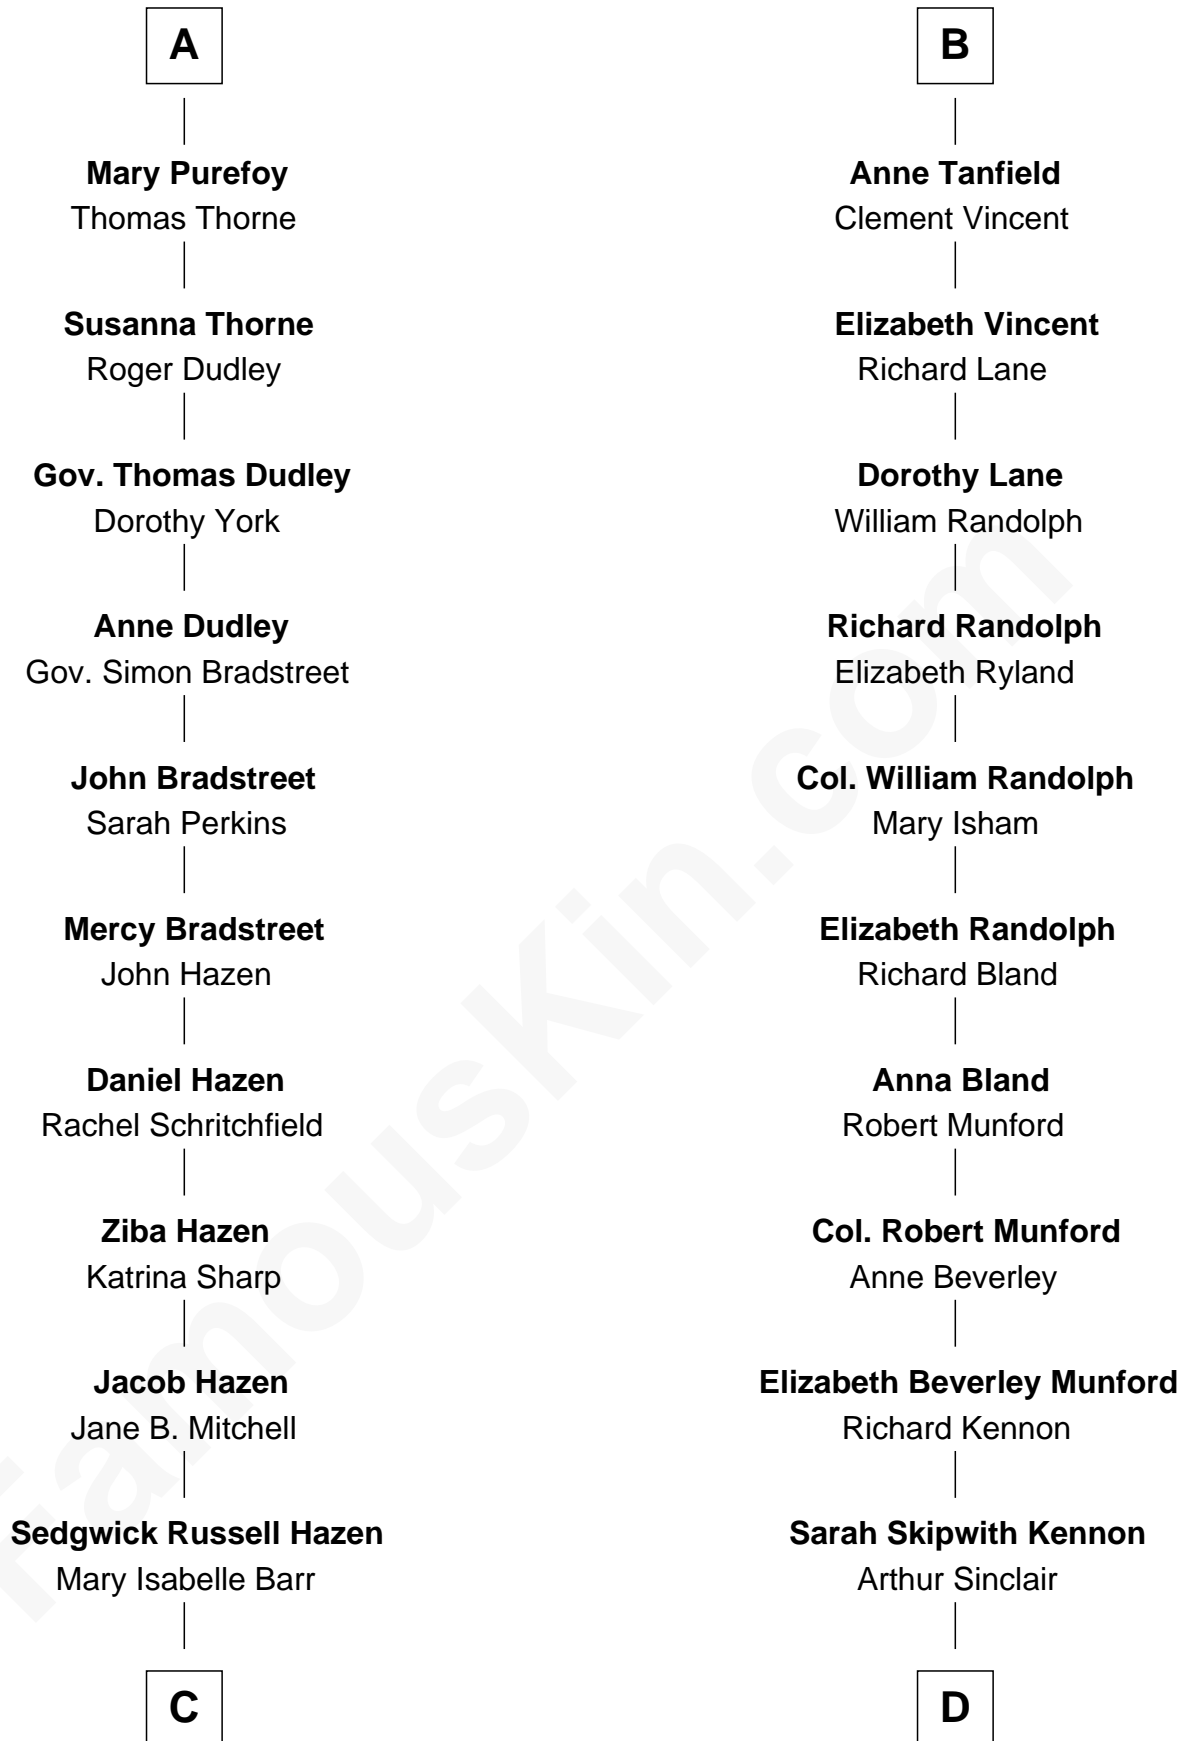 A
Mary Purefoy
Thomas Thorne
Susanna Thorne
Roger Dudley
Gov. Thomas Dudley
Dorothy York
Anne Dudley
Gov. Simon Bradstreet
John Bradstreet
Sarah Perkins
Mercy Bradstreet
John Hazen
Daniel Hazen
Rachel Schritchfield
Ziba Hazen
Katrina Sharp
Jacob Hazen
Jane B. Mitchell
Sedgwick Russell Hazen
Mary Isabelle Barr
C
B
Anne Tanfield
Clement Vincent
Elizabeth Vincent
Richard Lane
Dorothy Lane
William Randolph
Richard Randolph
Elizabeth Ryland
Col. William Randolph
Mary Isham
Elizabeth Randolph
Richard Bland
Anna Bland
Robert Munford
Col. Robert Munford
Anne Beverley
Elizabeth Beverley Munford
Richard Kennon
Sarah Skipwith Kennon
Arthur Sinclair
D
FamousKin.com